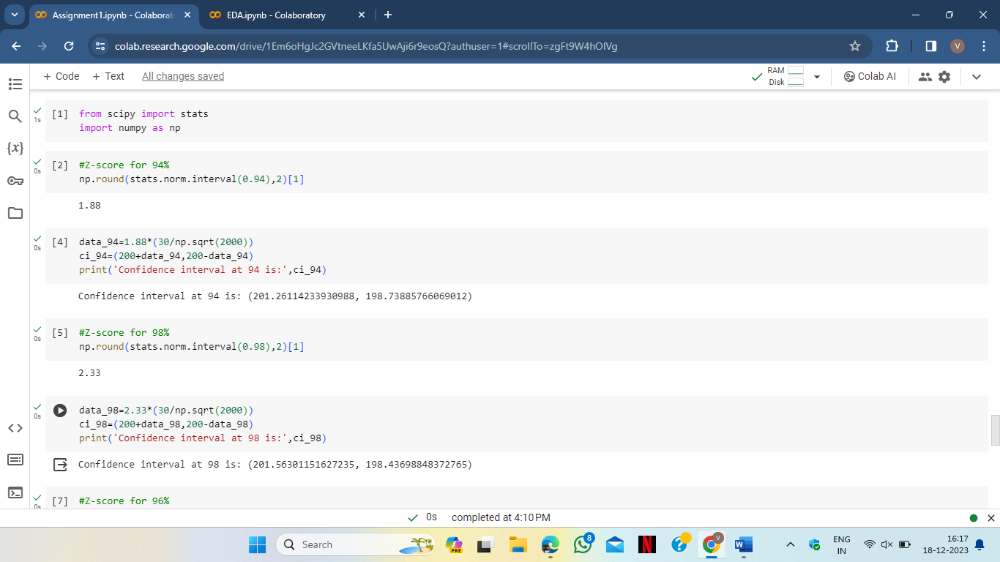 Assignment1.ipynb - Colaborato
EDA.ipynb - Colaboratory
colab.research.google.com/drive/1Em6oHgJc2GVtneeLKfa5UwAji6r9eosQ?authuser=1#scrollTo=zgFt9W4hOIVg
V
+ Code + Text All changes saved
RAM
Disk
Colab AI
1s
[1] from scipy import stats
import numpy as np
0s
[2] #Z-score for 94%
np.round(stats.norm.interval(0.94),2)[1]
1.88
0s
[4] data_94=1.88*(30/np.sqrt(2000))
ci_94=(200+data_94,200-data_94)
print('Confidence interval at 94 is:',ci_94)
Confidence interval at 94 is: (201.26114233930988, 198.73885766069012)
0s
[5] #Z-score for 98%
np.round(stats.norm.interval(0.98),2)[1]
2.33
0s
data_98=2.33*(30/np.sqrt(2000))
ci_98=(200+data_98,200-data_98)
print('Confidence interval at 98 is:',ci_98)
Confidence interval at 98 is: (201.56301151627235, 198.43698848372765)
0s
[7] #Z-score for 96%
0s completed at 4:10 PM
Search
PRE
8
N
?
V
W
ENG
IN
16:17
18-12-2023
{x}